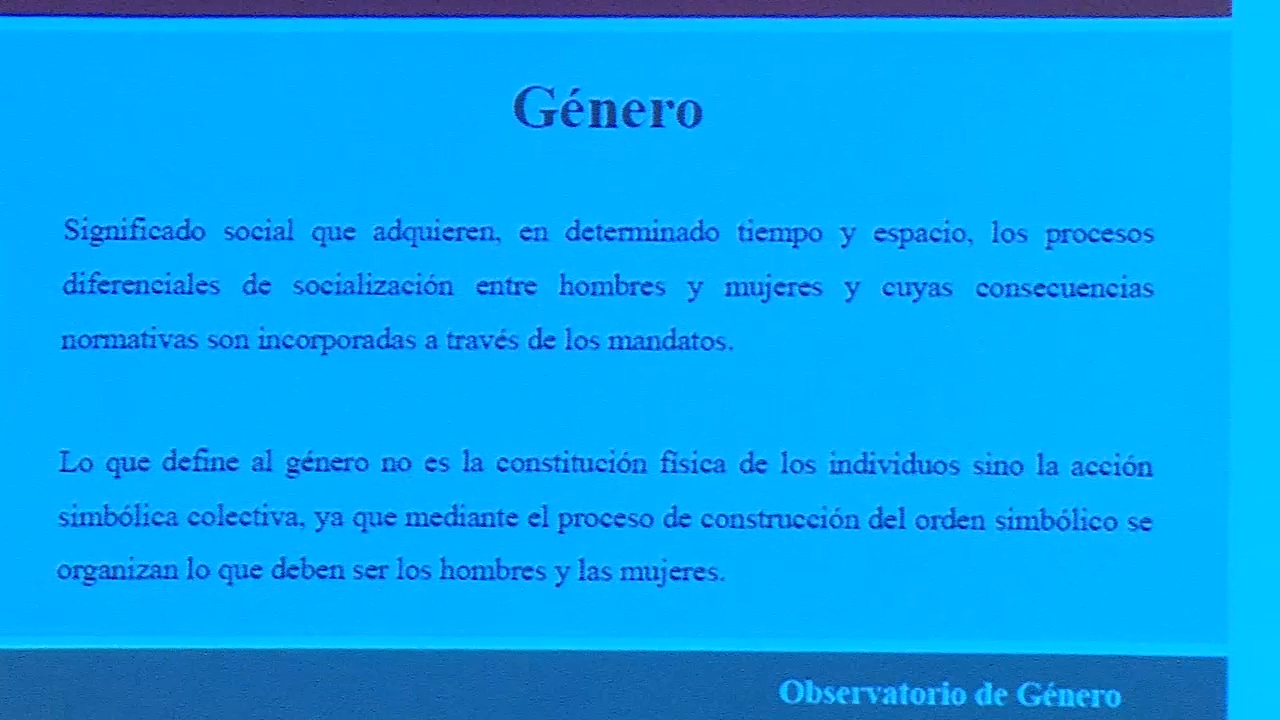 Género
Significado social que adquieren, en determinado tiempo y espacio, los procesos
diferenciales de socialización entre hombres y mujeres y cuyas consecuencias
normativas son incorporadas a través de los mandatos.
Lo que define al género no es la constitución física de los individuos sino la acción
simbólica colectiva, ya que mediante el proceso de construcción del orden simbólico se
organizan lo que deben ser los hombres y las mujeres.
Observatorio de Género